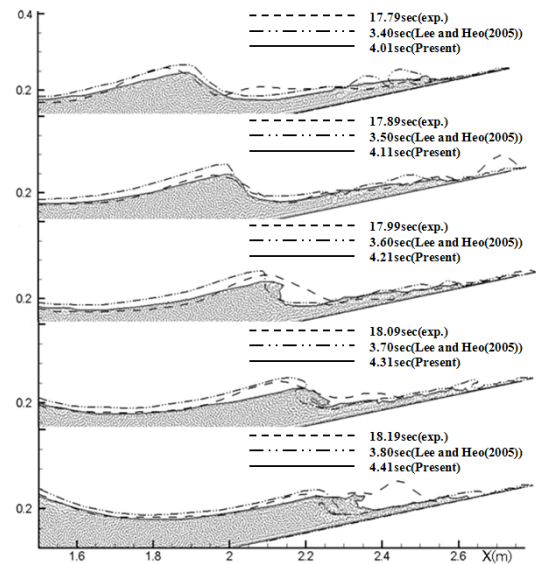 0.4
17.79sec(exp.)
3.40sec(Lee and Heo(2005))
4.01sec(Present)
0.2
17.89sec(exp.)
3.50sec(Lee and Heo(2005))
4.11sec(Present)
0.2
17.99sec(exp.)
3.60sec(Lee and Heo(2005))
4.21sec(Present)
0.2
18.09sec(exp.)
3.70sec(Lee and Heo(2005))
4.31sec(Present)
0.2
18.19sec(exp.)
3.80sec(Lee and Heo(2005))
4.41sec(Present)
0.2
1.6 1.8 2 2.2 2.4 2.6 X(m)